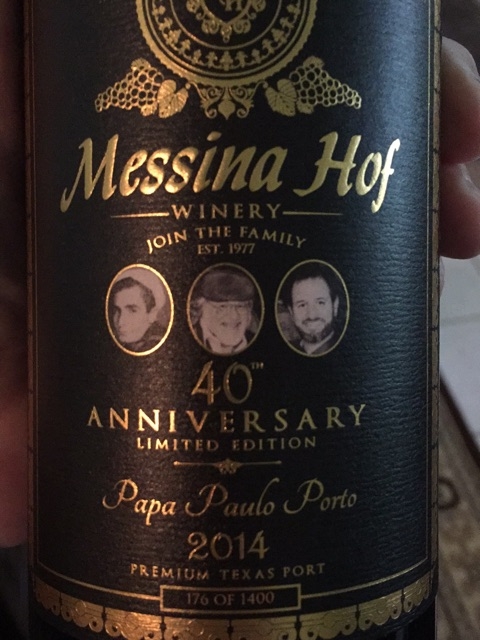 Messina Hof
WINERY
JOIN THE FAMILY
EST. 1977
40TH
ANNIVERSARY
LIMITED EDITION
Papa Paulo Porto
2014
PREMIUM TEXAS PORT
176 OF 1400